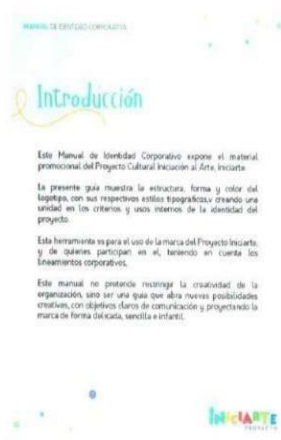 MANUAL DE IDENTIDAD CORPORATIVA
Introducción
Este Manual de Identidad Corporativo expone el material
promocional del Proyecto Cultural Iniciación al Arte, Iniciarte.
La presente guía muestra la estructura, forma y color del
logotipo, con sus respectivos estilos tipográficos,y creando una
unidad en los criterios y usos internos de la identidad del
proyecto.
Esta herramienta es para el uso de la marca del Proyecto Iniciarte,
y de quienes participan en el, teniendo en cuenta los
lineamientos corporativos.
Este manual no pretende restringir la creatividad de la
organización, sino ser una guía que abra nuevas posibilidades
creativas, con objetivos claros de comunicación y proyectando la
marca de forma delicada, sencilla e infantil.
INICIARTE
PROYECTO